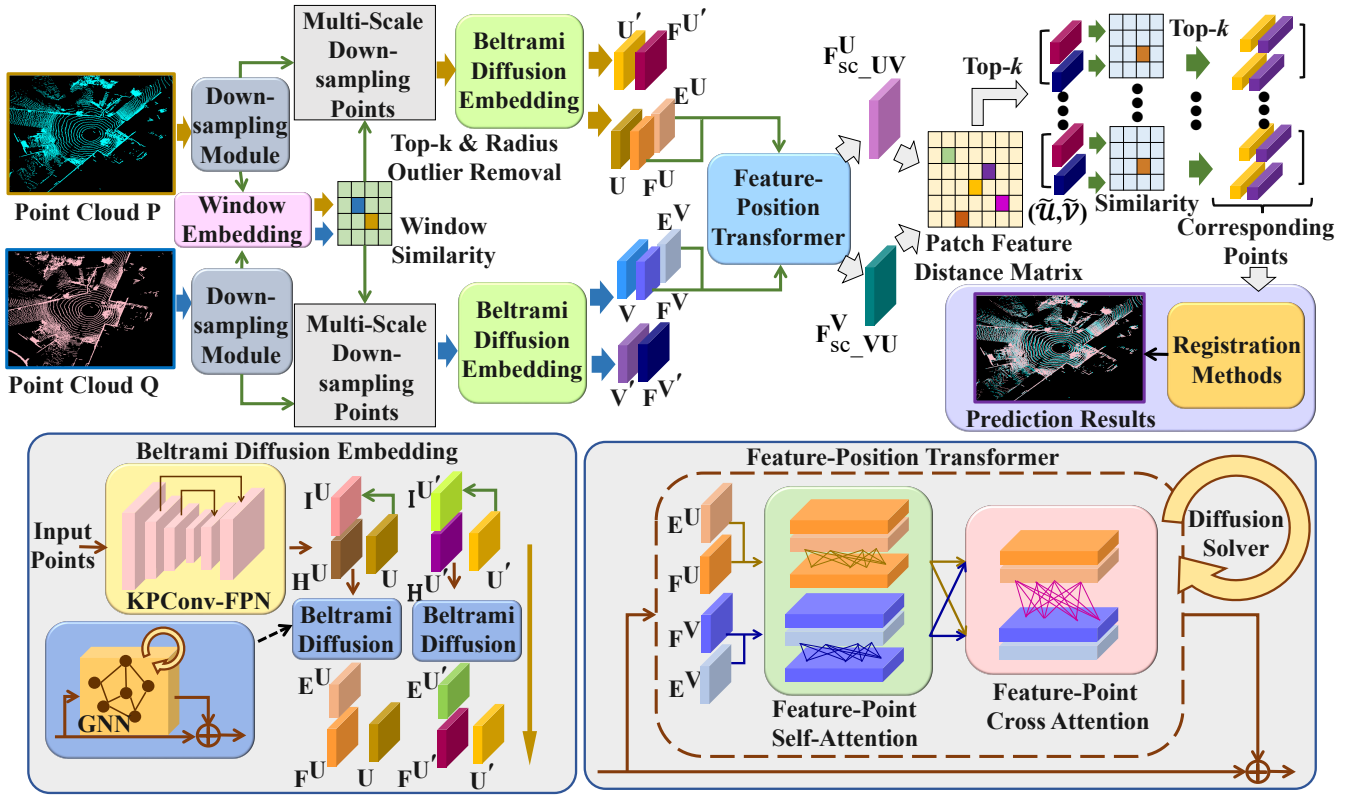 Point Cloud P
Point Cloud Q
Down-
sampling
Module
Window
Embedding
Down-
sampling
Module
Multi-Scale
Down-
sampling
Points
Top-k & Radius
Outlier Removal
Window
Similarity
Multi-Scale
Down-
sampling
Points
Beltrami
Diffusion
Embedding
Beltrami
Diffusion
Embedding
U′ F^U′
E^U
U F^U
E^V
V F^V
V′ F^V′
Feature-
Position
Transformer
F^U_sc_UV
F^V_sc_VU
Patch Feature
Distance Matrix
Top-k
(Ũ,Ṽ)
Similarity
Top-k
Corresponding
Points
Registration
Methods
Prediction Results
Beltrami Diffusion Embedding
Input
Points
KPConv-FPN
I^U
H^U U
I^U′
H^U′ U′
Beltrami
Diffusion
Beltrami
Diffusion
GNN
E^U
F^U U
E^U′
F^U′ U′
Feature-Position Transformer
E^U
F^U
F^V
E^V
Feature-Point
Self-Attention
Feature-Point
Cross Attention
Diffusion
Solver